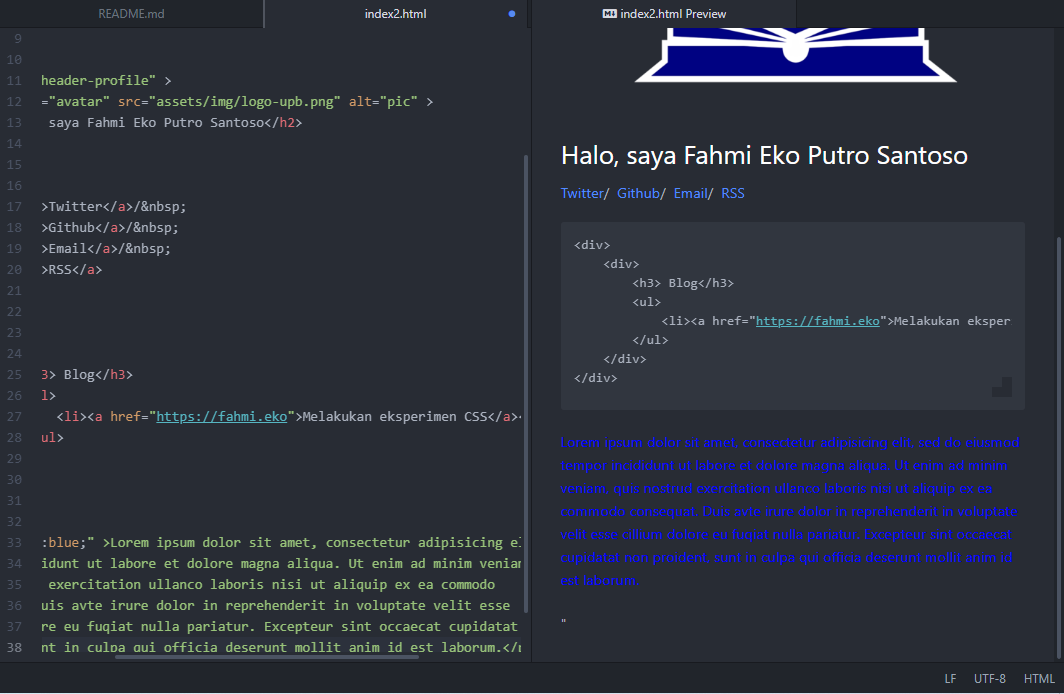 README.md
index2.html
index2.html Preview
9
10
11 header-profile" >
12 ="avatar" src="assets/img/logo-upb.png" alt="pic" >
13 saya Fahmi Eko Putro Santoso</h2>
14
15
16
17 >Twitter</a>/&nbsp;
18 >Github</a>/&nbsp;
19 >Email</a>/&nbsp;
20 >RSS</a>
21
22
23
24
25 3> Blog</h3>
26 l>
27 <li><a href="https://fahmi.eko">Melakukan eksperimen CSS</a><
28 ul>
29
30
31
32
33 :blue;" >Lorem ipsum dolor sit amet, consectetur adipisicing el
34 idunt ut labore et dolore magna aliqua. Ut enim ad minim veniam
35 exercitation ullanco laboris nisi ut aliquip ex ea commodo
36 uis avte irure dolor in reprehenderit in voluptate velit esse
37 re eu fuqiat nulla pariatur. Excepteur sint occaecat cupidatat
38 nt in culpa qui officia deserunt mollit anim id est laborum.</
Halo, saya Fahmi Eko Putro Santoso
Twitter/ Github/ Email/ RSS
<div>
<div>
<h3> Blog</h3>
<ul>
<li><a href="https://fahmi.eko">Melakukan eksper
</ul>
</div>
</div>
Lorem ipsum dolor sit amet, consectetur adipisicing elit, sed do eiusmod
tempor incididunt ut labore et dolore magna aliqua. Ut enim ad minim
veniam, quis nostrud exercitation ullanco laboris nisi ut aliquip ex ea
commodo consequat. Duis avte irure dolor in reprehenderit in voluptate
velit esse cillium dolore eu fuqiat nulla pariatur. Excepteur sint occaecat
cupidatat non proident, sunt in culpa qui officia deserunt mollit anim id
est laborum.
"
LF UTF-8 HTML